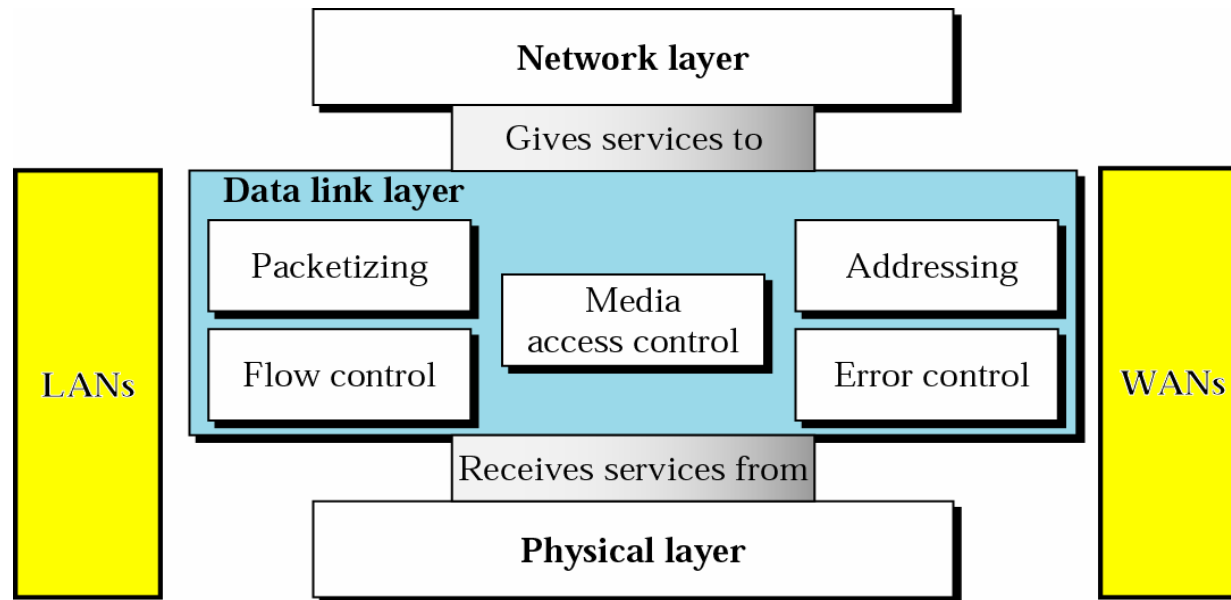 Network layer
Gives services to
Data link layer
Packetizing
Addressing
Media
access control
Flow control
Error control
LANs
WANs
Receives services from
Physical layer